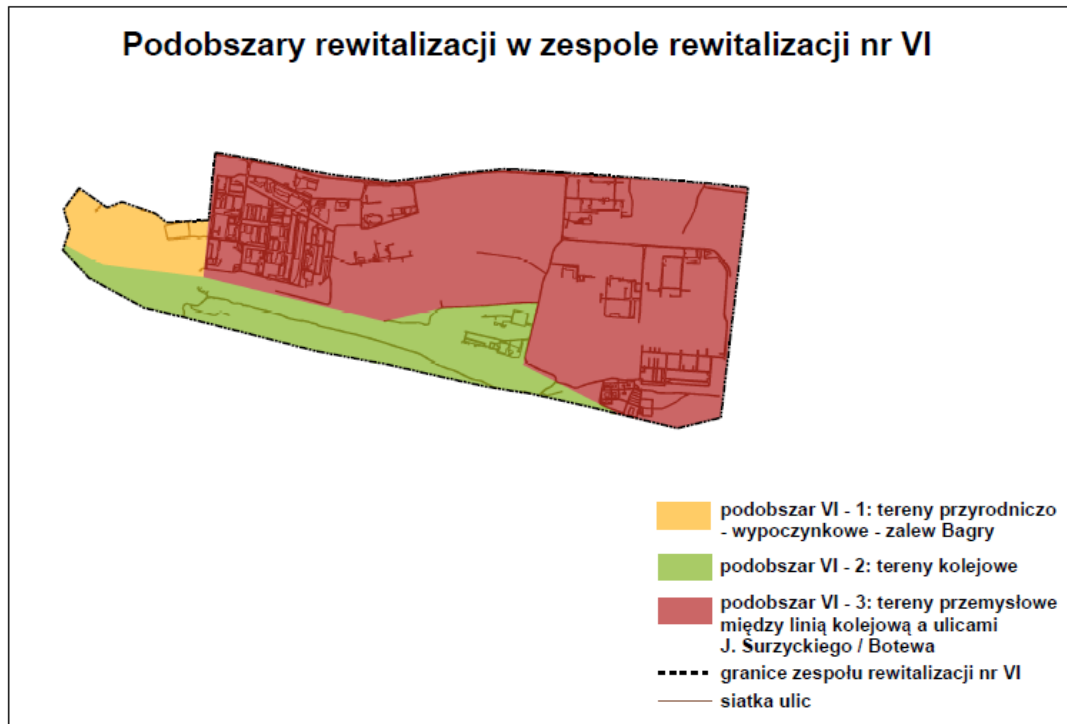 Podobszary rewitalizacji w zespole rewitalizacji nr VI
podobszar VI - 1: tereny przyrodniczo
- wypoczynkowe - zalew Bagry
podobszar VI - 2: tereny kolejowe
podobszar VI - 3: tereny przemysłowe
między linią kolejową a ulicami
J. Surzyckiego / Botewa
granice zespołu rewitalizacji nr VI
siatka ulic